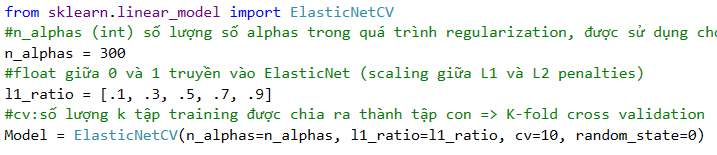 from sklearn.linear_model import ElasticNetCV
#n_alphas (int) số lượng số alphas trong quá trình regularization, được sử dụng
n_alphas = 300
#float giữa 0 và 1 truyền vào ElasticNet (scaling giữa L1 và L2 penalties)
l1_ratio = [.1, .3, .5, .7, .9]
#cv:số lượng k tập training được chia ra thành tập con => K-fold cross validation
Model = ElasticNetCV(n_alphas=n_alphas, l1_ratio=l1_ratio, cv=10, random_state=0)